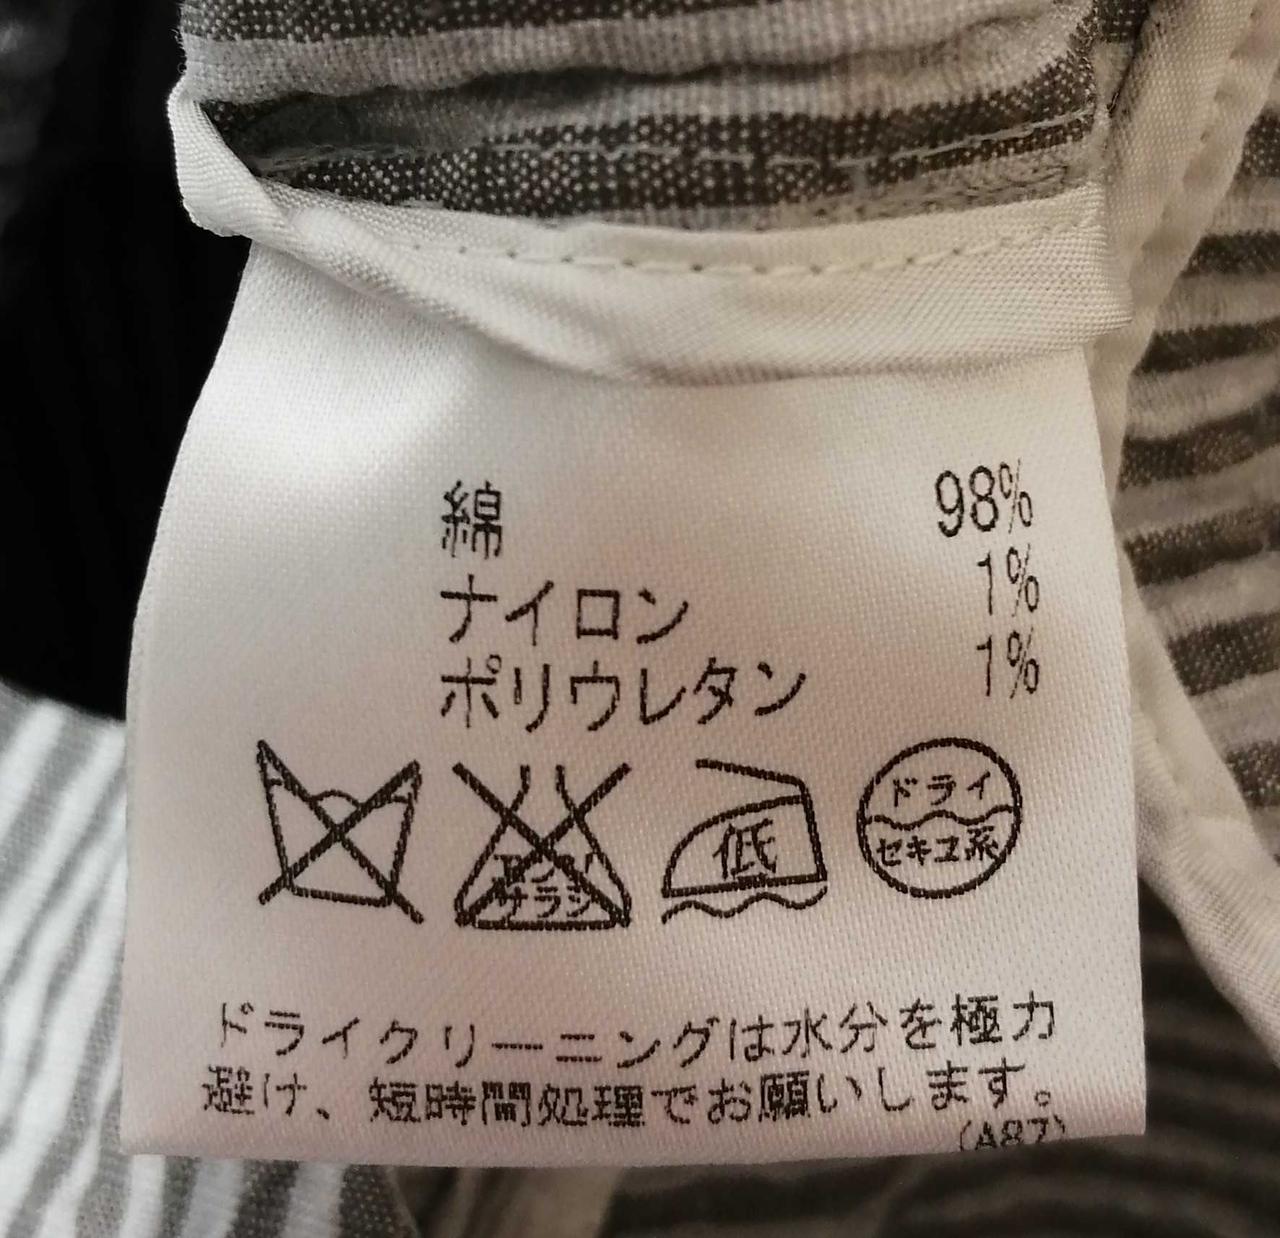 綿 98%
ナイロン 1%
ポリウレタン 1%
エンソ
サラシ
低
ドライ
セキユ系
ドライクリーニングは水分を極力
避け、短時間処理でお願いします。
(A87)